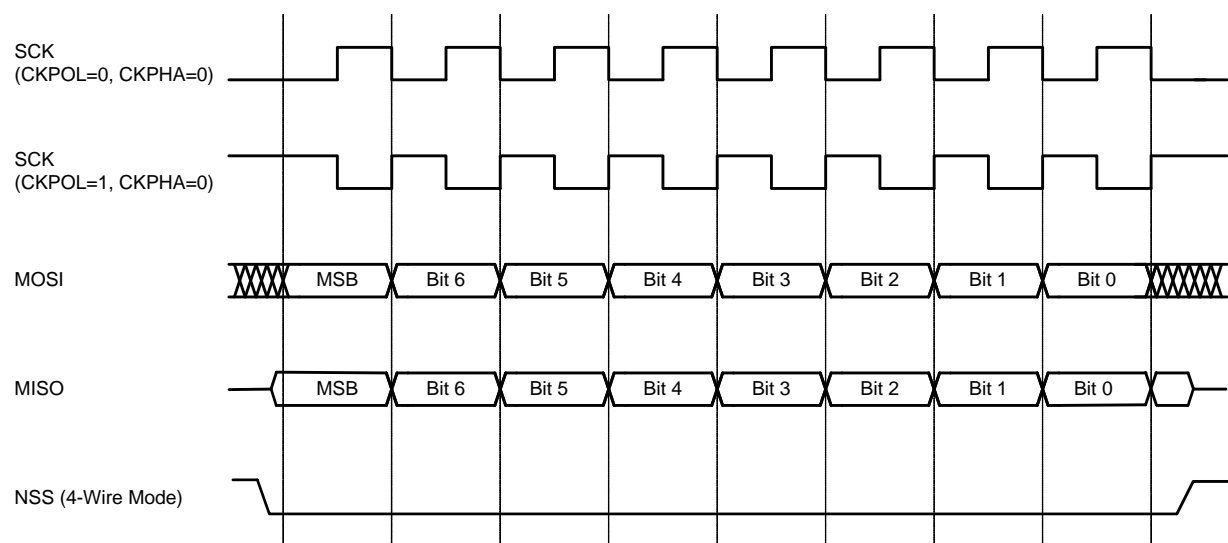 SCK
(CKPOL=0, CKPHA=0)
SCK
(CKPOL=1, CKPHA=0)
MOSI
MSB Bit 6 Bit 5 Bit 4 Bit 3 Bit 2 Bit 1 Bit 0
MISO
MSB Bit 6 Bit 5 Bit 4 Bit 3 Bit 2 Bit 1 Bit 0
NSS (4-Wire Mode)